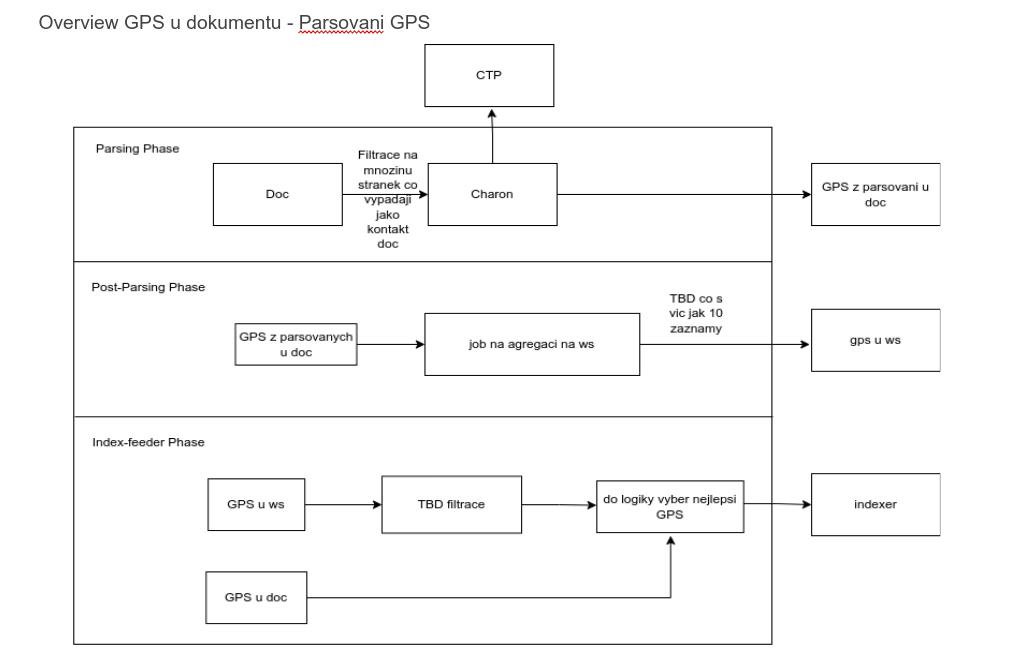 Overview GPS u dokumentu - Parsovani GPS
CTP
Parsing Phase
Doc
Filtrace na
mnozinu
stranek co
vypadaji
jako
kontakt
doc
Charon
GPS z parsovani u
doc
Post-Parsing Phase
GPS z parsovanych
u doc
job na agregaci na ws
TBD co s
vic jak 10
zaznamy
gps u ws
Index-feeder Phase
GPS u ws
TBD filtrace
do logiky vyber nejlepsi
GPS
indexer
GPS u doc